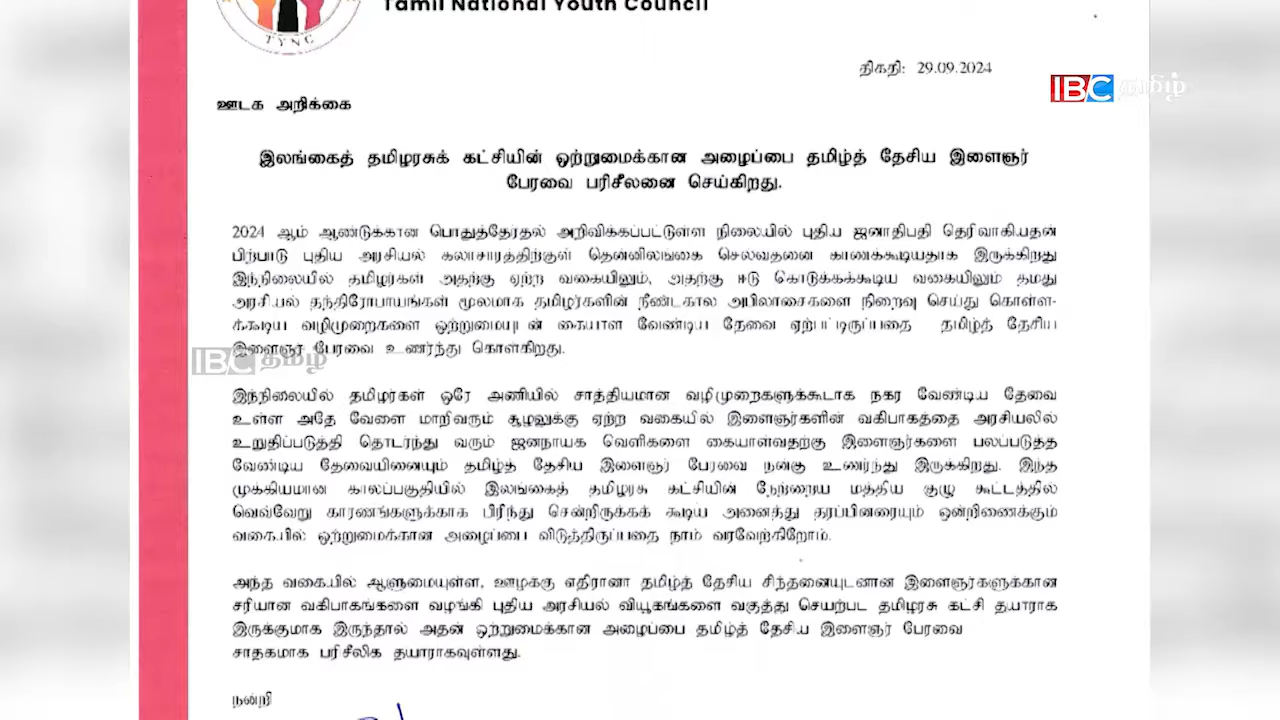 Tamil National Youth Council
TYNC
திகதி: 29.09.2024
IBC தமிழ்
ஊடக அறிக்கை
இலங்கைத் தமிழரசுக் கட்சியின் ஒற்றுமைக்கான அழைப்பை தமிழ்த் தேசிய இளைஞர்
பேரவை பரிசீலனை செய்கிறது.
2024 ஆம் ஆண்டுக்கான பொதுத்தேர்தல் அறிவிக்கப்பட்டுள்ள நிலையில் புதிய ஜனாதிபதி தெரிவாகியதன்
பிற்பாடு புதிய அரசியல் கலாசாரத்திற்குள் தென்னிலங்கை செல்வதனை காணக்கூடியதாக இருக்கிறது
இந்நிலையில் தமிழர்கள் அதற்கு ஏற்ற வகையிலும், அதற்கு ஈடு கொடுக்கக்கூடிய வகையிலும் தமது
அரசியல் தந்திரோபாயங்கள் மூலமாக தமிழர்களின் நீண்டகால அபிலாசைகளை நிறைவு செய்து கொள்ள-
க்கூடிய வழிமுறைகளை ஒற்றுமையுடன் கையாள வேண்டிய தேவை ஏற்பட்டிருப்பதை தமிழ்த் தேசிய
இளைஞர் பேரவை உணர்ந்து கொள்கிறது.
IBC தமிழ்
இந்நிலையில் தமிழர்கள் ஒரே அணியில் சாத்தியமான வழிமுறைகளுக்கூடாக நகர வேண்டிய தேவை
உள்ள அதே வேளை மாறிவரும் சூழலுக்கு ஏற்ற வகையில் இளைஞர்களின் வகிபாகத்தை அரசியலில்
உறுதிப்படுத்தி தொடர்ந்து வரும் ஜனநாயக வெளிகளை கையாள்வதற்கு இளைஞர்களை பலப்படுத்த
வேண்டிய தேவையினையும் தமிழ்த் தேசிய இளைஞர் பேரவை நன்கு உணர்ந்து இருக்கிறது. இந்த
முக்கியமான காலப்பகுதியில் இலங்கைத் தமிழரசு கட்சியின் நேற்றைய மத்திய குழு கூட்டத்தில்
வெவ்வேறு காரணங்களுக்காக பிரிந்து சென்றிருக்கக் கூடிய அனைத்து தரப்பினரையும் ஒன்றிணைக்கும்
வகையில் ஒற்றுமைக்கான அழைப்பை விடுத்திருப்பதை நாம் வரவேற்கிறோம்.
அந்த வகையில் ஆளுமையுள்ள, ஊழக்கு எதிரானா தமிழ்த் தேசிய சிந்தனையுடனான இளைஞர்களுக்கான
சரியான வகிபாகங்களை வழங்கி புதிய அரசியல் வியூகங்களை வகுத்து செயற்பட தமிழரசு கட்சி தயாராக
இருக்குமாக இருந்தால் அதன் ஒற்றுமைக்கான அழைப்பை தமிழ்த் தேசிய இளைஞர் பேரவை
சாதகமாக பரிசீலிக தயாராகவுள்ளது.
நன்றி